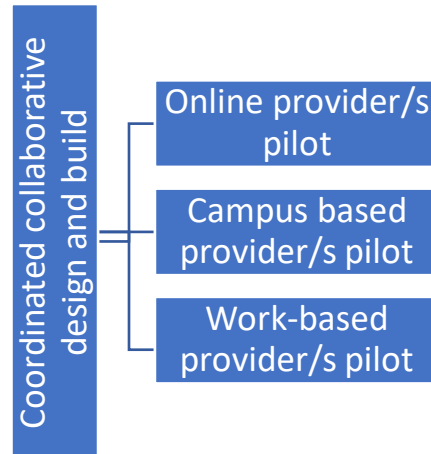 Coordinated collaborative
design and build
Online provider/s
pilot
Campus based
provider/s pilot
Work-based
provider/s pilot